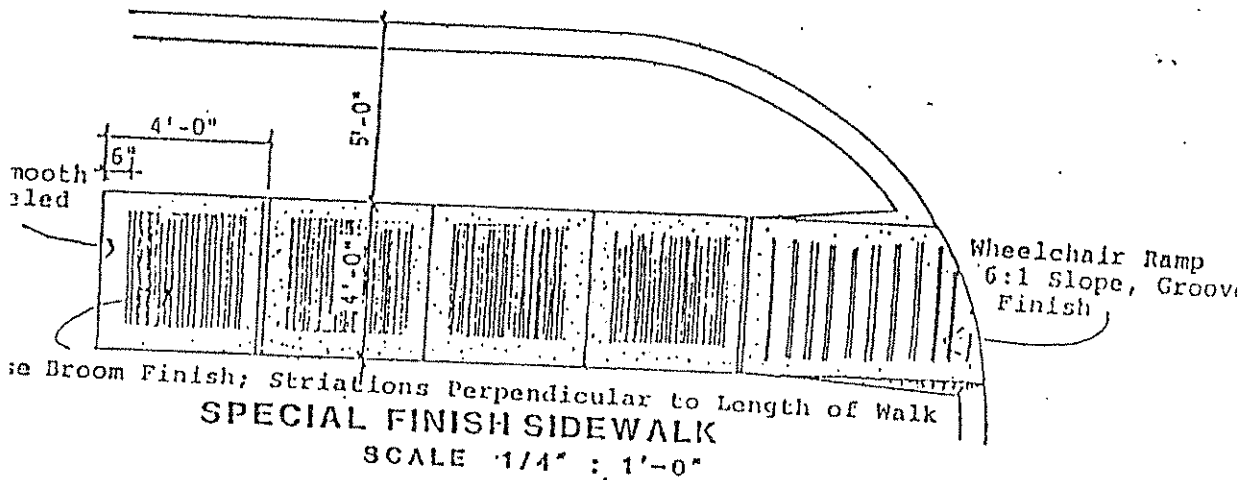 4'-0"
5'-0"
6"
mooth
eled
4'-0"
Wheelchair Ramp
6:1 Slope, Groove
Finish
se Broom Finish; Striations Perpendicular to Length of Walk
SPECIAL FINISH SIDEWALK
SCALE 1/4" : 1'-0"